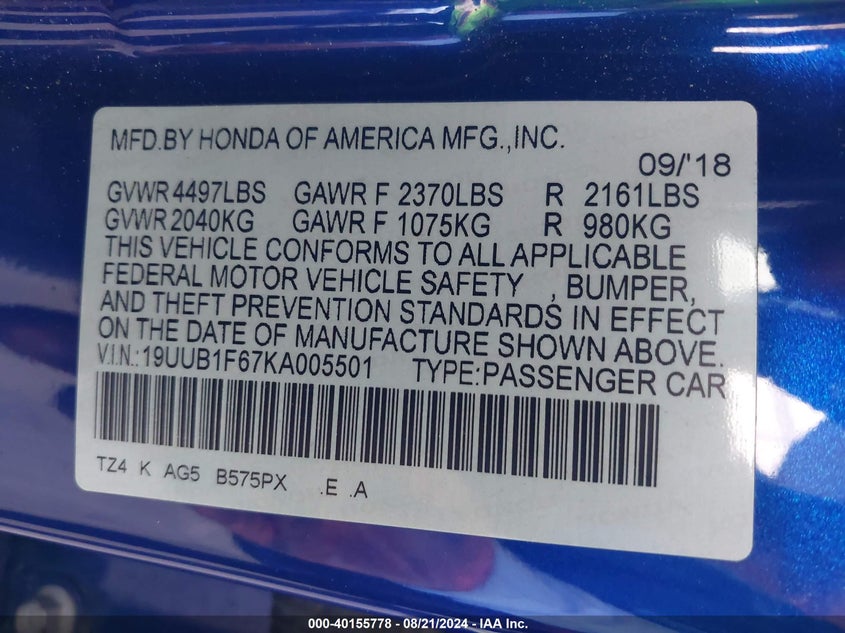 MFD.BY HONDA OF AMERICA MFG.,INC.
09/'18
GVWR 4497LBS GAWR F 2370LBS R 2161LBS
GVWR 2040KG GAWR F 1075KG R 980KG
THIS VEHICLE CONFORMS TO ALL APPLICABLE
FEDERAL MOTOR VEHICLE SAFETY , BUMPER,
AND THEFT PREVENTION STANDARDS IN EFFECT
ON THE DATE OF MANUFACTURE SHOWN ABOVE.
V.I.N.:19UUB1F67KA005501 TYPE:PASSENGER CAR
TZ4 K AG5 B575PX .E .A
000-40155778 - 08/21/2024 - IAA Inc.